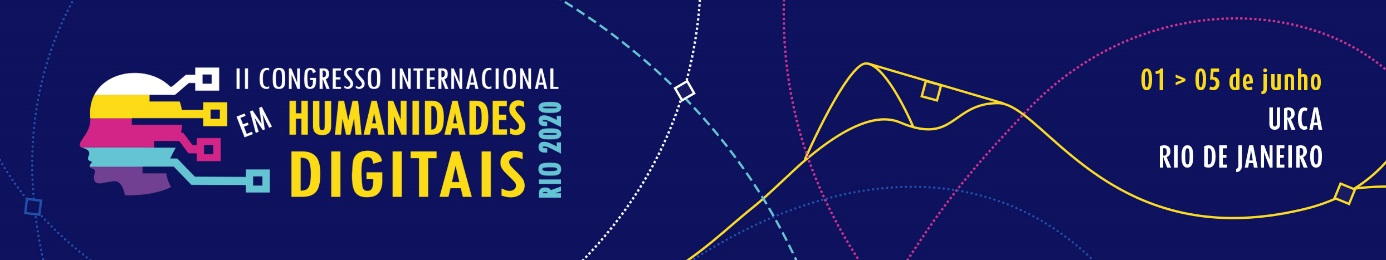 II CONGRESSO INTERNACIONAL
EM HUMANIDADES
DIGITAIS
RIO 2020
01 > 05 de junho
URCA
RIO DE JANEIRO